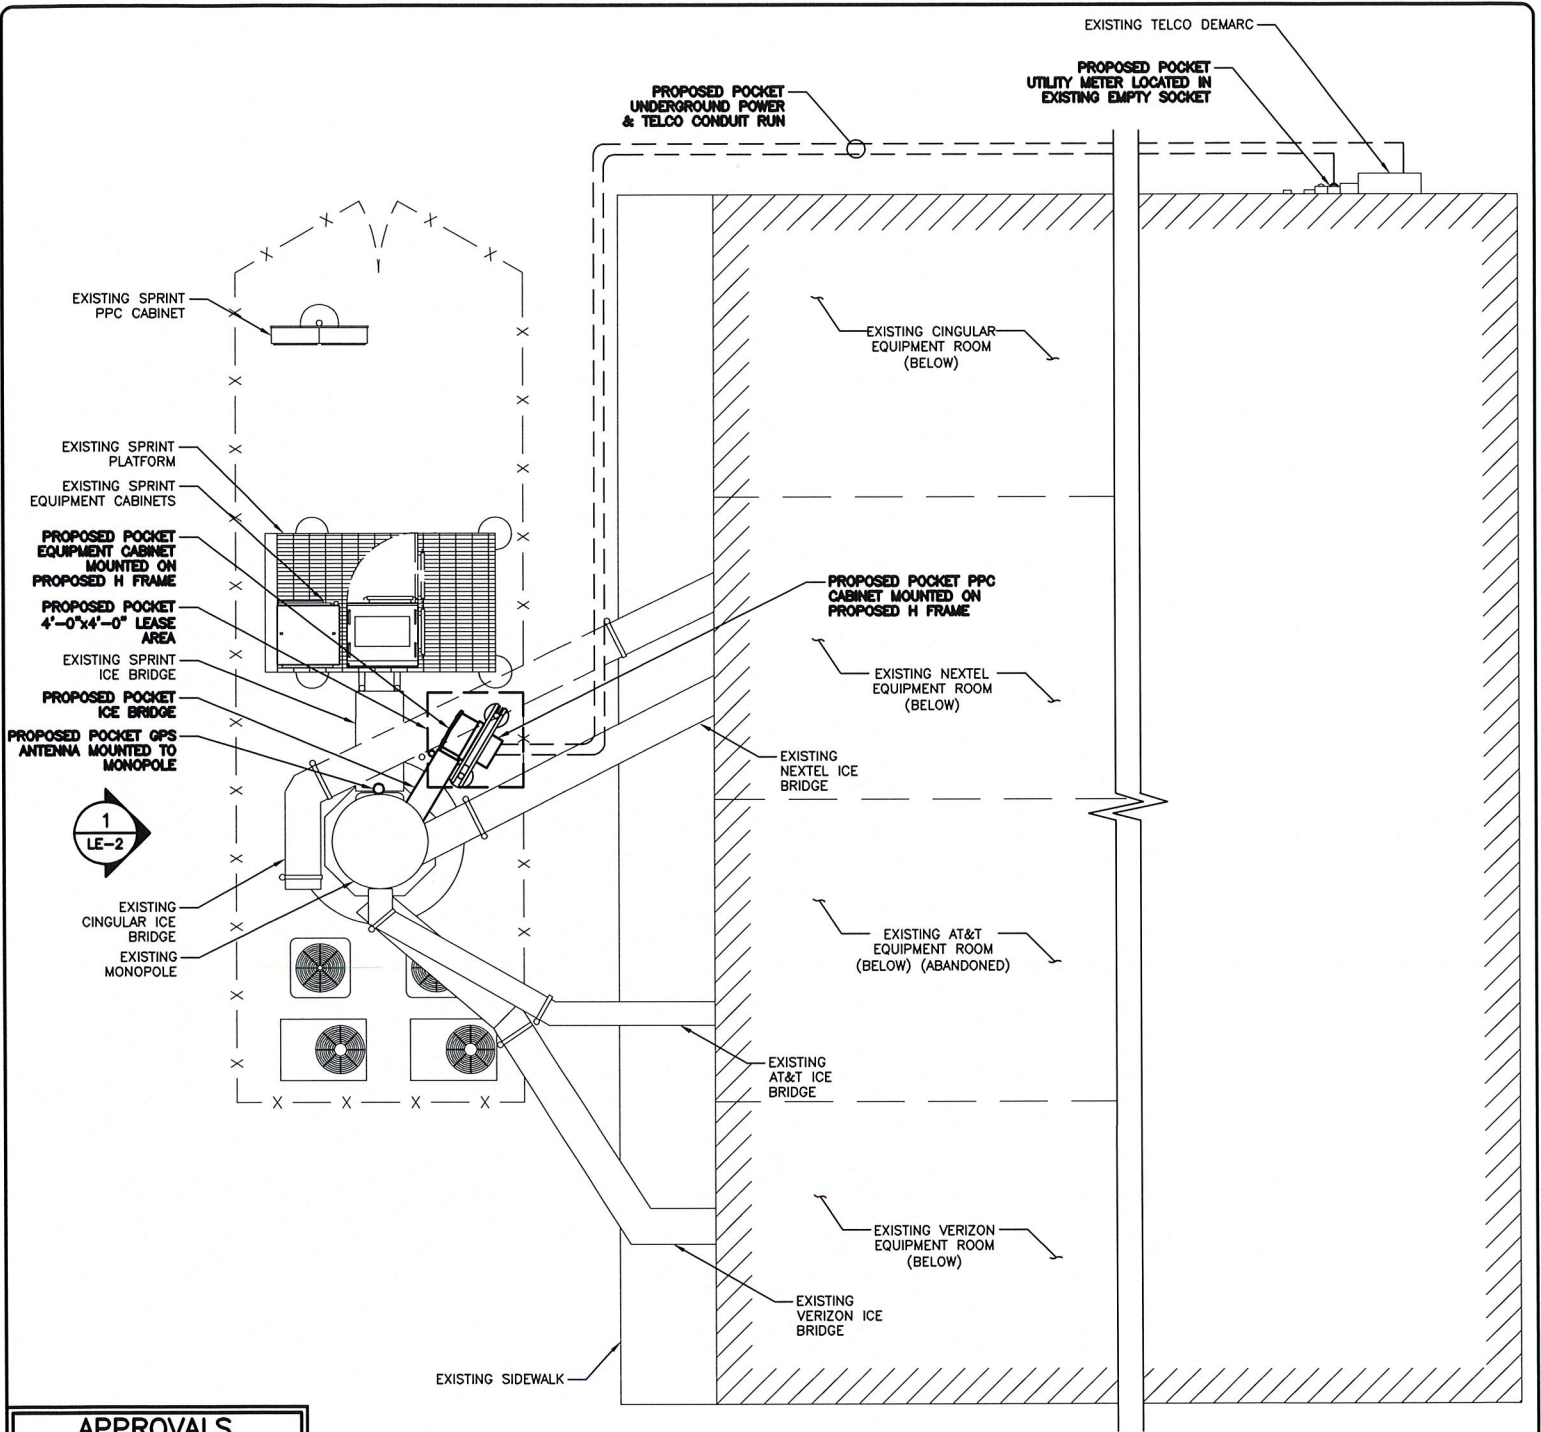 EXISTING TELCO DEMARC
PROPOSED POCKET
UTILITY METER LOCATED IN
EXISTING EMPTY SOCKET
PROPOSED POCKET
UNDERGROUND POWER
& TELCO CONDUIT RUN
EXISTING SPRINT
PPC CABINET
EXISTING CINGULAR
EQUIPMENT ROOM
(BELOW)
EXISTING SPRINT
PLATFORM
EXISTING SPRINT
EQUIPMENT CABINETS
PROPOSED POCKET
EQUIPMENT CABINET
MOUNTED ON
PROPOSED H FRAME
PROPOSED POCKET
4'-0"x4'-0" LEASE
AREA
EXISTING SPRINT
ICE BRIDGE
PROPOSED POCKET
ICE BRIDGE
PROPOSED POCKET GPS
ANTENNA MOUNTED TO
MONOPOLE
PROPOSED POCKET PPC
CABINET MOUNTED ON
PROPOSED H FRAME
EXISTING NEXTEL
EQUIPMENT ROOM
(BELOW)
EXISTING
NEXTEL ICE
BRIDGE
1
LE-2
EXISTING
CINGULAR ICE
BRIDGE
EXISTING
MONOPOLE
EXISTING AT&T
EQUIPMENT ROOM
(BELOW) (ABANDONED)
EXISTING
AT&T ICE
BRIDGE
EXISTING VERIZON
EQUIPMENT ROOM
(BELOW)
EXISTING
VERIZON ICE
BRIDGE
EXISTING SIDEWALK
APPROVALS